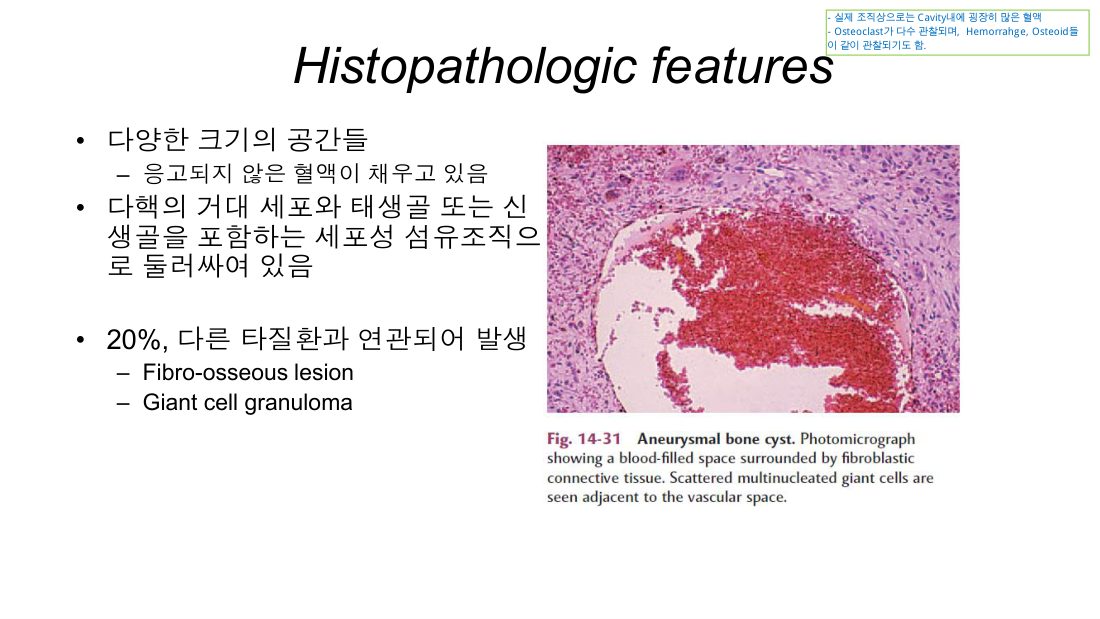 - 실제 조직상으로는 Cavity내에 굉장히 많은 혈액
- Osteoclast가 다수 관찰되며, Hemorrahge, Osteoid들
이 같이 관찰되기도 함.
Histopathologic features
• 다양한 크기의 공간들
– 응고되지 않은 혈액이 채우고 있음
• 다핵의 거대 세포와 태생골 또는 신
생골을 포함하는 세포성 섬유조직으
로 둘러싸여 있음
• 20%, 다른 타질환과 연관되어 발생
– Fibro-osseous lesion
– Giant cell granuloma
Fig. 14-31 Aneurysmal bone cyst. Photomicrograph
showing a blood-filled space surrounded by fibroblastic
connective tissue. Scattered multinucleated giant cells are
seen adjacent to the vascular space.